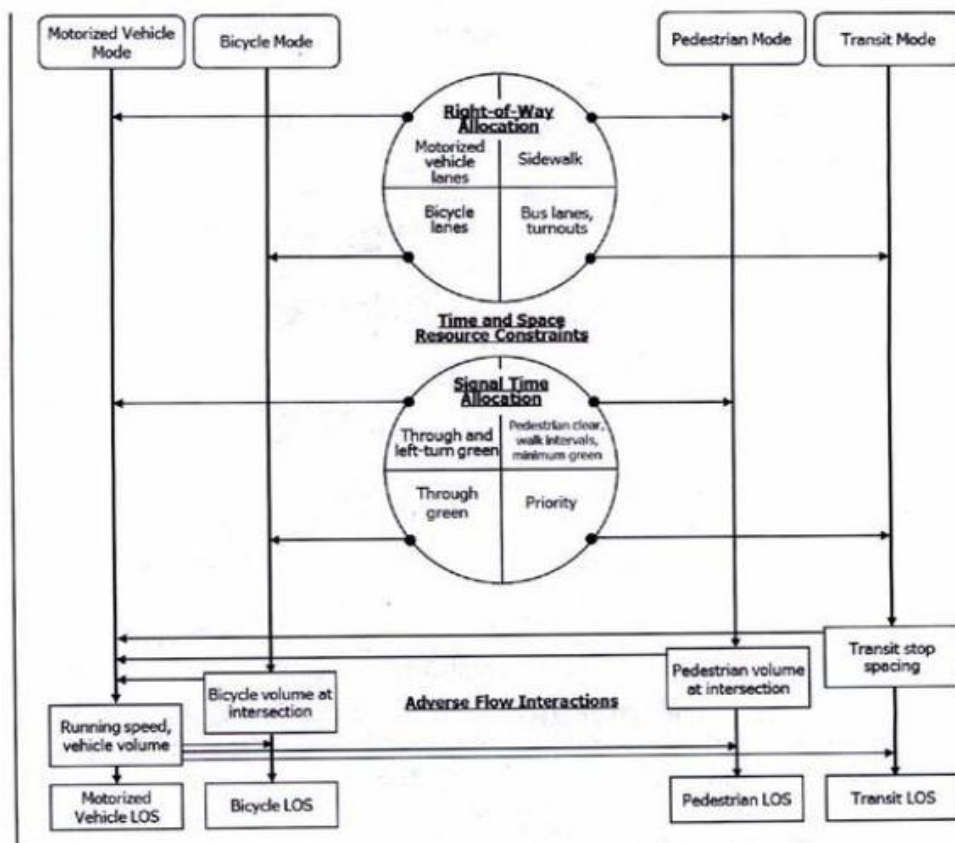 Motorized Vehicle
Mode
Bicycle Mode
Pedestrian Mode
Transit Mode
Right-of-Way
Allocation
Motorized
vehicle
lanes
Sidewalk
Bicycle
lanes
Bus lanes,
turnouts
Time and Space
Resource Constraints
Signal Time
Allocation
Through and
left-turn green
Pedestrian clear,
walk intervals,
minimum green
Through
green
Priority
Transit stop
spacing
Pedestrian volume
at intersection
Bicycle volume at
intersection
Adverse Flow Interactions
Running speed,
vehicle volume
Motorized
Vehicle LOS
Bicycle LOS
Pedestrian LOS
Transit LOS